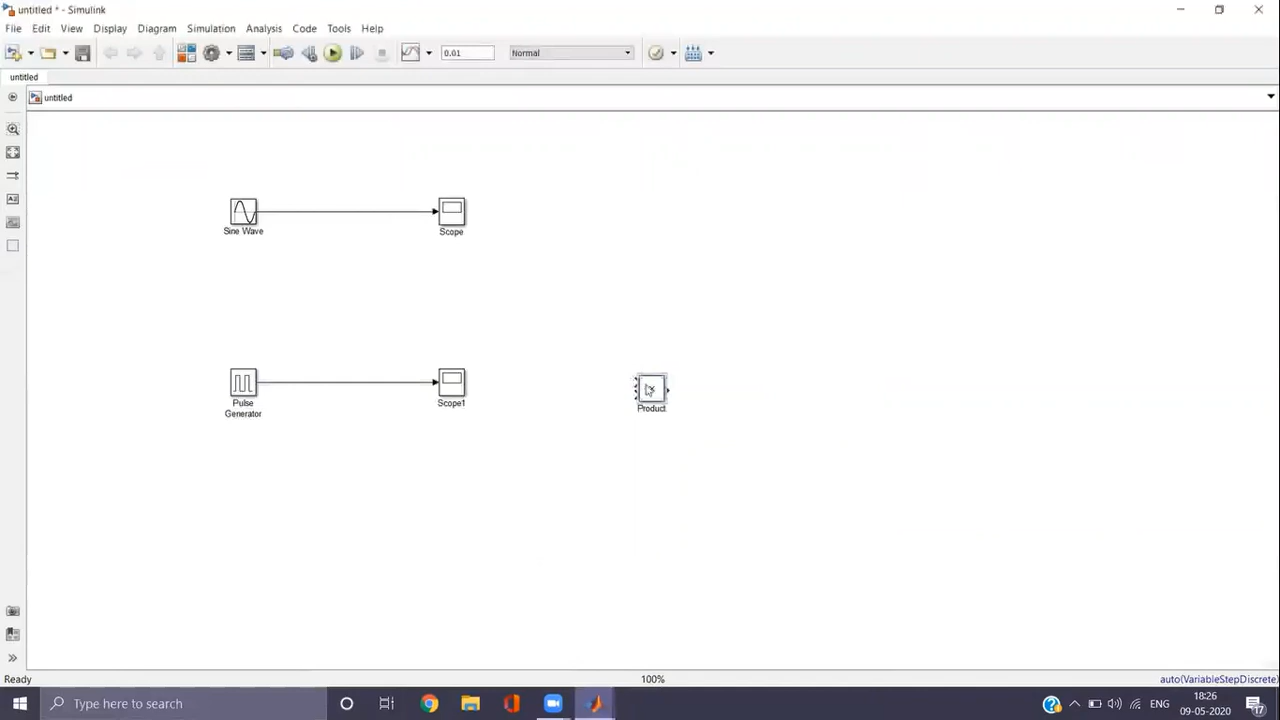 untitled * - Simulink
File Edit View Display Diagram Simulation Analysis Code Tools Help
0.01 Normal
untitled
untitled
Sine Wave
Scope
Pulse
Generator
Scope1
Product
Ready 100% auto(VariableStepDiscrete)
Type here to search
ENG
18:26
09-05-2020
17